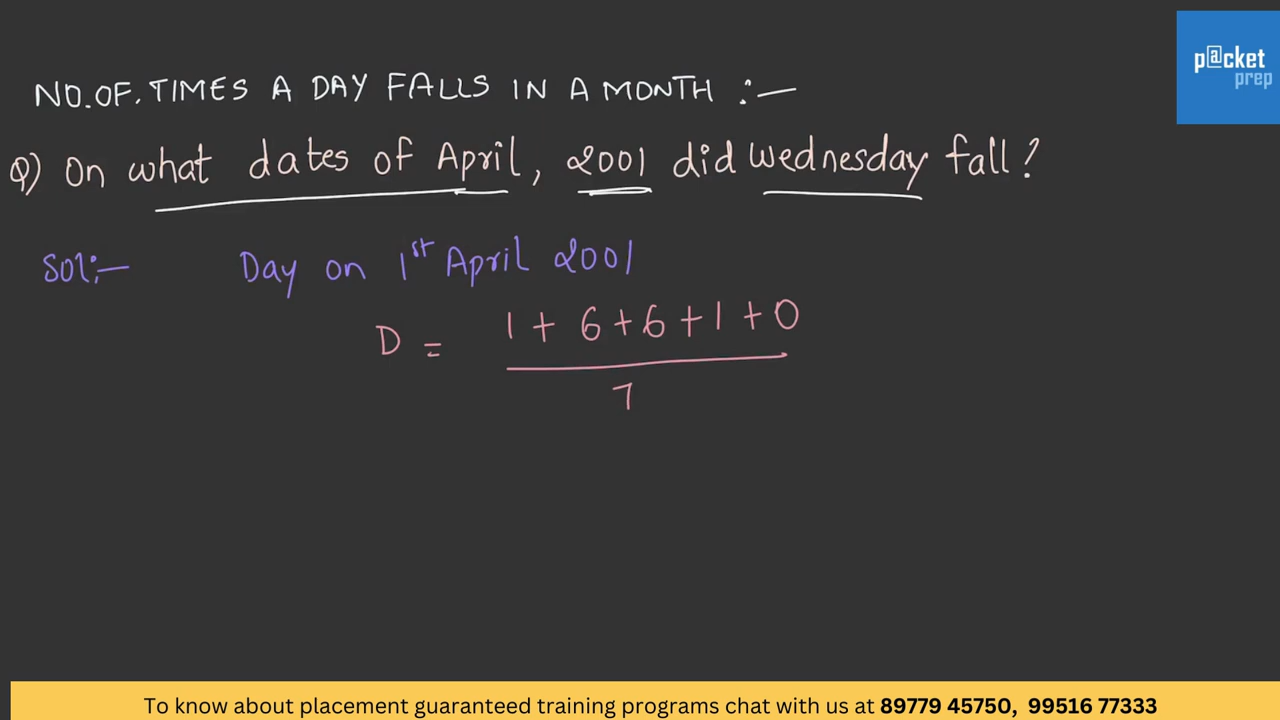 p@cket
prep
NO.OF.TIMES A DAY FALLS IN A MONTH :—
Q) On what dates of April, 2001 did Wednesday fall?
Sol:— Day on 1st April 2001
D = 1 + 6 + 6 + 1 + 0
7
To know about placement guaranteed training programs chat with us at 89779 45750, 99516 77333